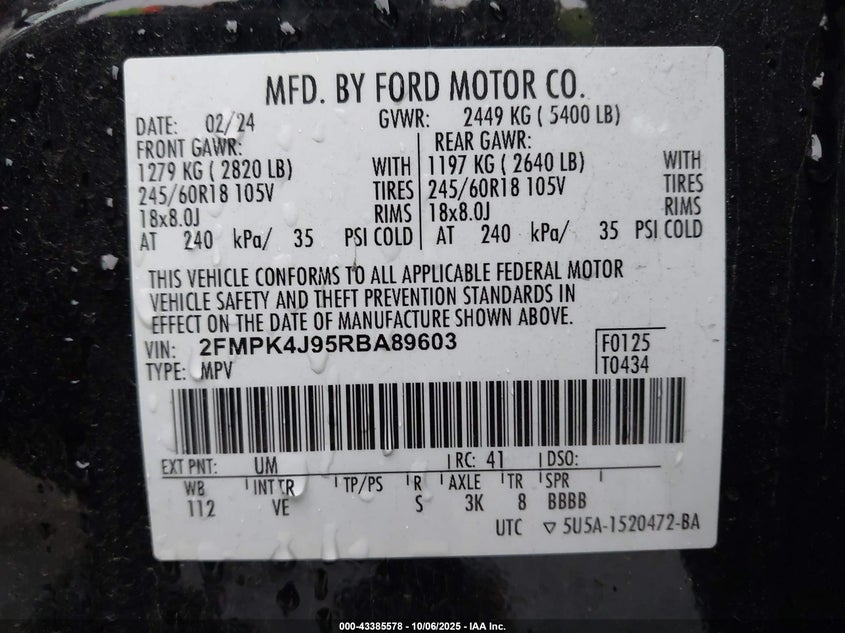 MFD. BY FORD MOTOR CO.
DATE: 02/24 GVWR: 2449 KG ( 5400 LB)
FRONT GAWR: REAR GAWR:
1279 KG ( 2820 LB) WITH 1197 KG ( 2640 LB) WITH
245/60R18 105V TIRES 245/60R18 105V TIRES
18x8.0J RIMS 18x8.0J RIMS
AT 240 kPa/ 35 PSI COLD AT 240 kPa/ 35 PSI COLD
THIS VEHICLE CONFORMS TO ALL APPLICABLE FEDERAL MOTOR
VEHICLE SAFETY AND THEFT PREVENTION STANDARDS IN
EFFECT ON THE DATE OF MANUFACTURE SHOWN ABOVE.
VIN: 2FMPK4J95RBA89603 F0125
TYPE: MPV T0434
EXT PNT: UM RC: 41 DSO:
WB INT TR TP/PS R AXLE TR SPR
112 VE S 3K 8 BBBB
UTC ▽ 5U5A-1520472-BA
000-43385578 - 10/06/2025 - IAA Inc.